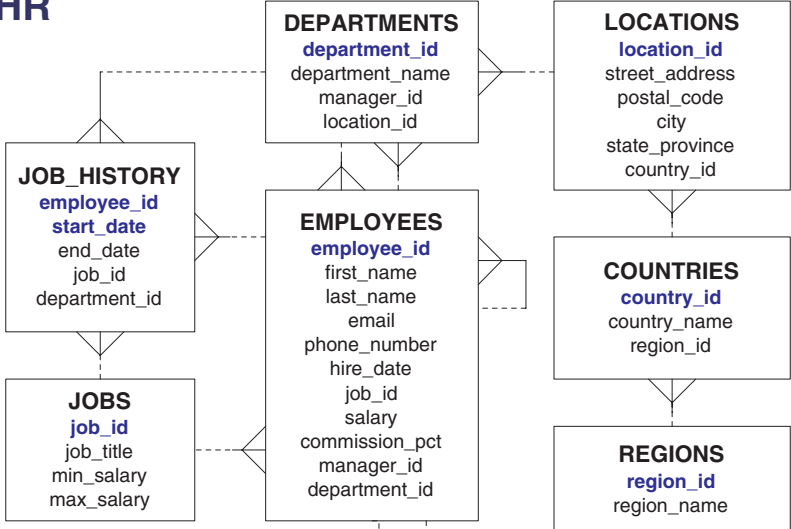 HR
DEPARTMENTS
department_id
department_name
manager_id
location_id
LOCATIONS
location_id
street_address
postal_code
city
state_province
country_id
JOB_HISTORY
employee_id
start_date
end_date
job_id
department_id
EMPLOYEES
employee_id
first_name
last_name
email
phone_number
hire_date
job_id
salary
commission_pct
manager_id
department_id
COUNTRIES
country_id
country_name
region_id
JOBS
job_id
job_title
min_salary
max_salary
REGIONS
region_id
region_name